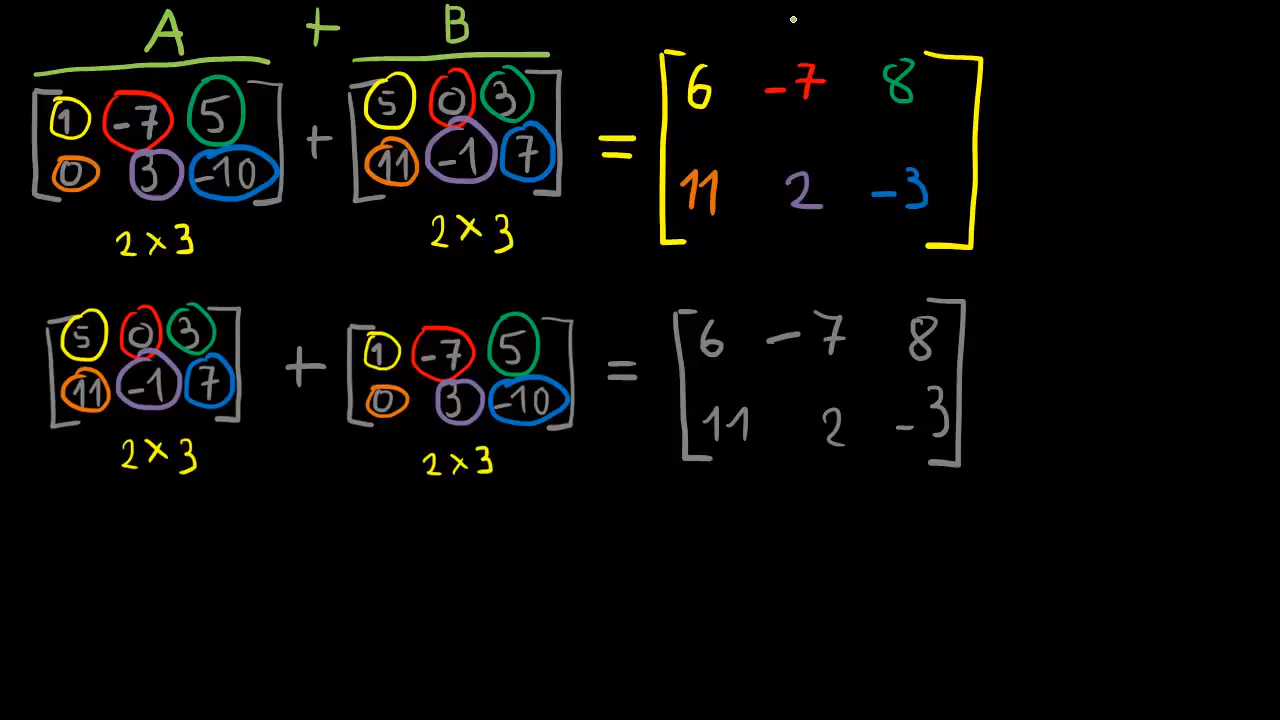 A + B
[1 -7 5] + [5 0 3] = [6 -7 8]
[0 3 -10] [11 -1 7] [11 2 -3]
2 × 3 2 × 3
[5 0 3] + [1 -7 5] = [6 -7 8]
[11 -1 7] [0 3 -10] [11 2 -3]
2 × 3 2 × 3